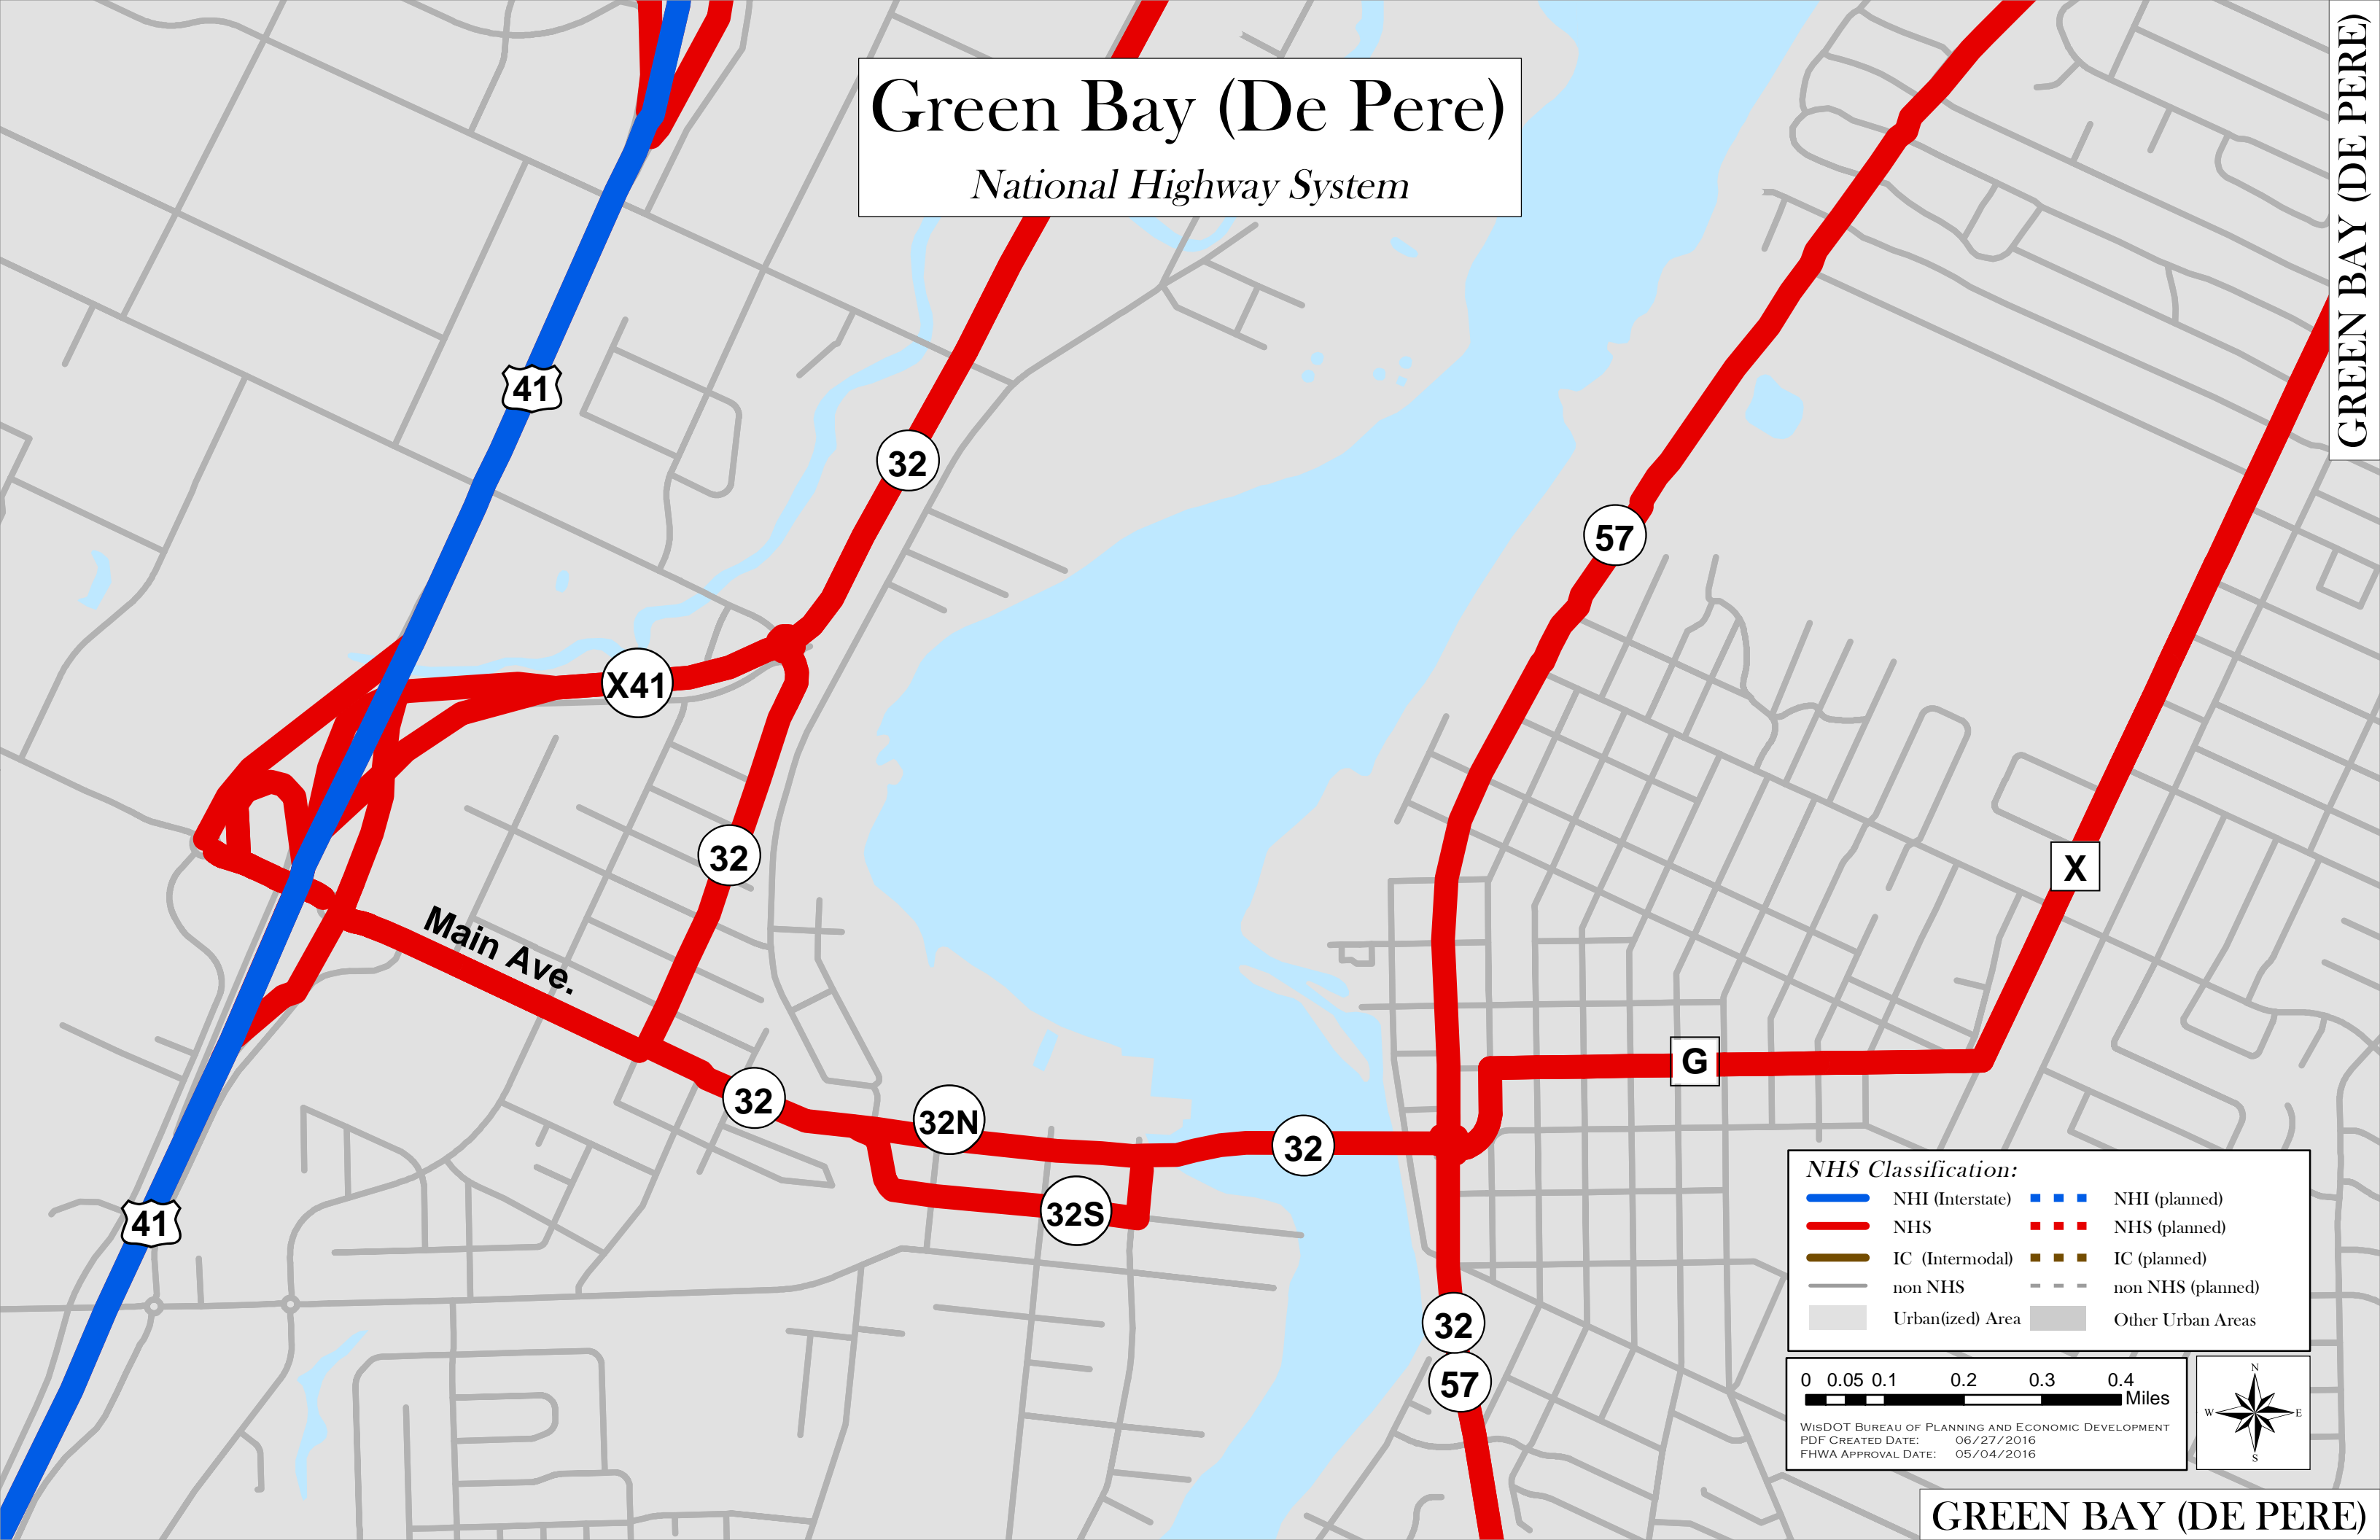 Green Bay (De Pere)
National Highway System
GREEN BAY (DE PERE)
41
32
57
X41
32
X
Main Ave.
G
32
32N
32
32S
41
32
57
NHS Classification:
NHI (Interstate) NHI (planned)
NHS NHS (planned)
IC (Intermodal) IC (planned)
non NHS non NHS (planned)
Urban(ized) Area Other Urban Areas
0 0.05 0.1 0.2 0.3 0.4
Miles
WisDOT Bureau of Planning and Economic Development
PDF Created Date: 06/27/2016
FHWA Approval Date: 05/04/2016
N
W E
S
GREEN BAY (DE PERE)